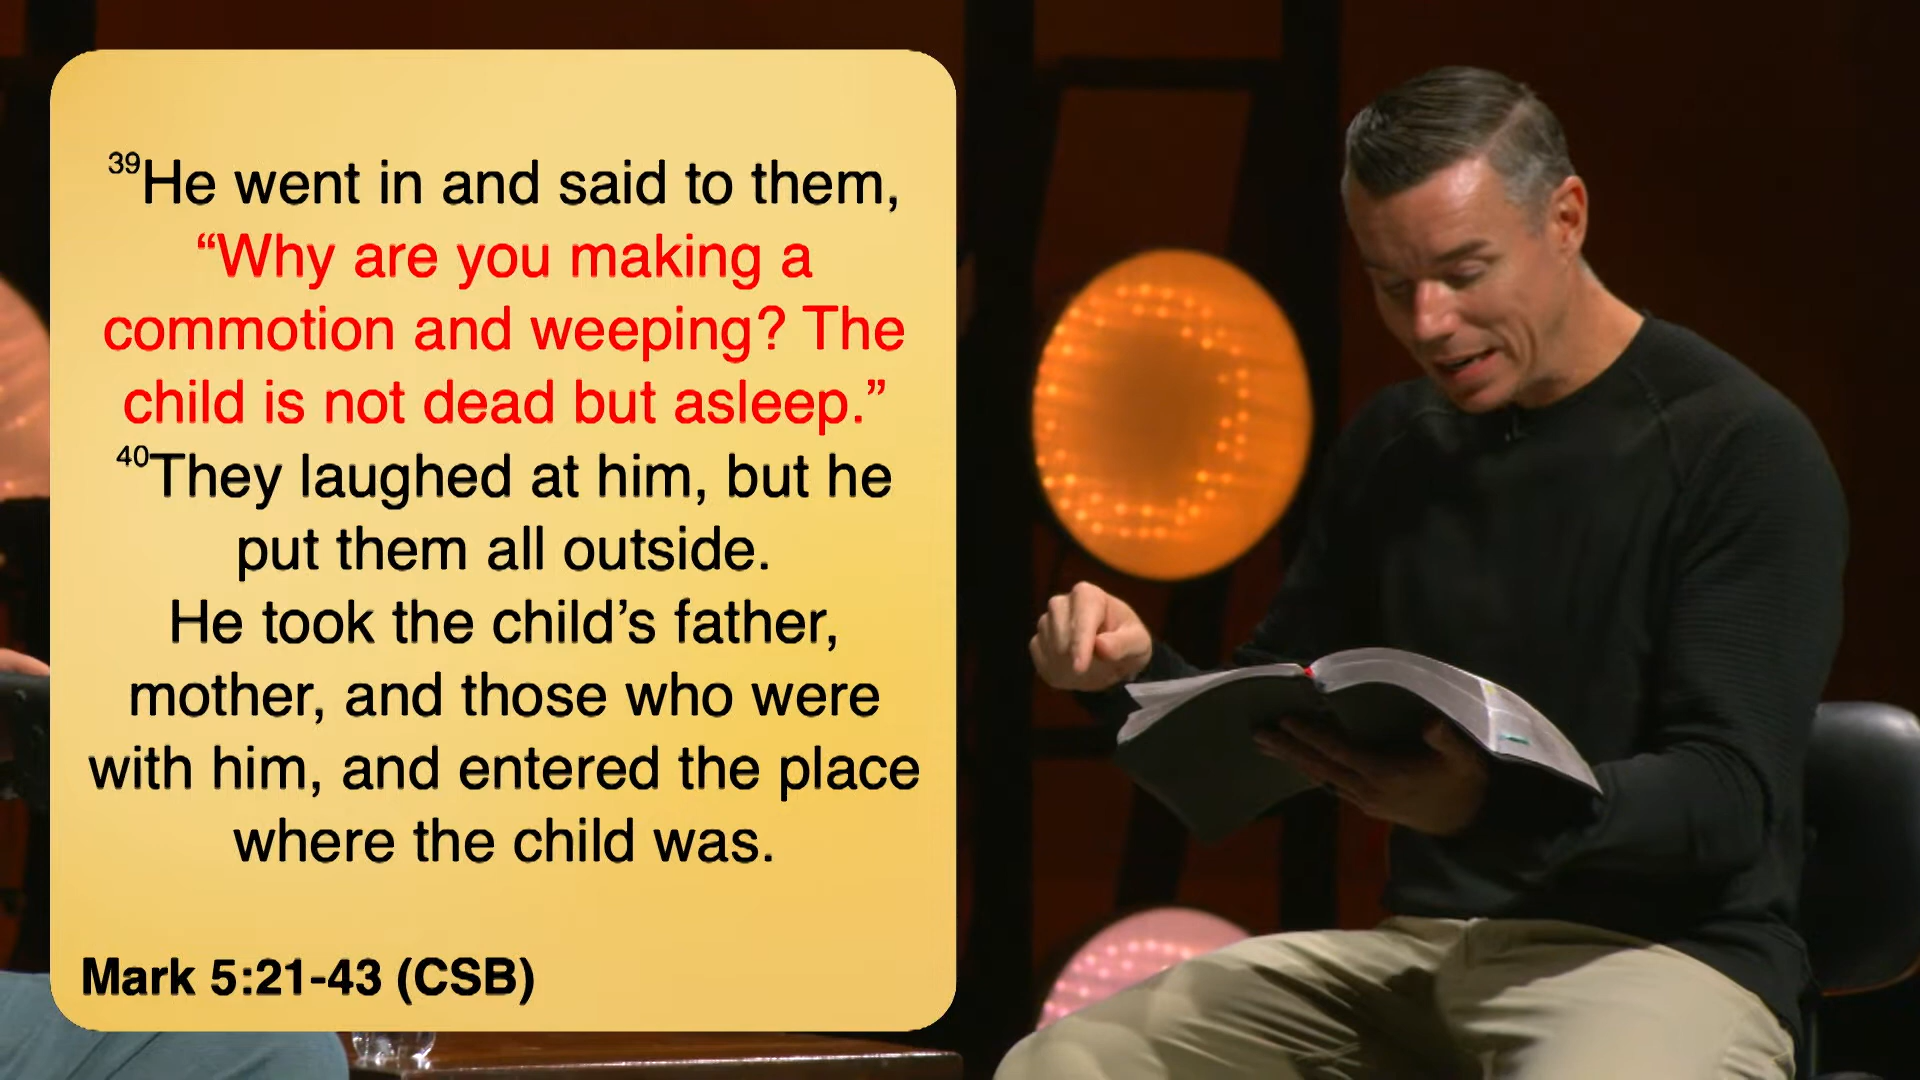 ³⁹He went in and said to them,
“Why are you making a
commotion and weeping? The
child is not dead but asleep.”
⁴⁰They laughed at him, but he
put them all outside.
He took the child’s father,
mother, and those who were
with him, and entered the place
where the child was.
Mark 5:21-43 (CSB)